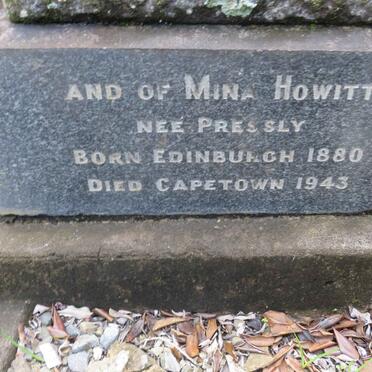 AND OF MINA HOWITT
NEE PRESSLY
BORN EDINBURGH 1880
DIED CAPETOWN 1943